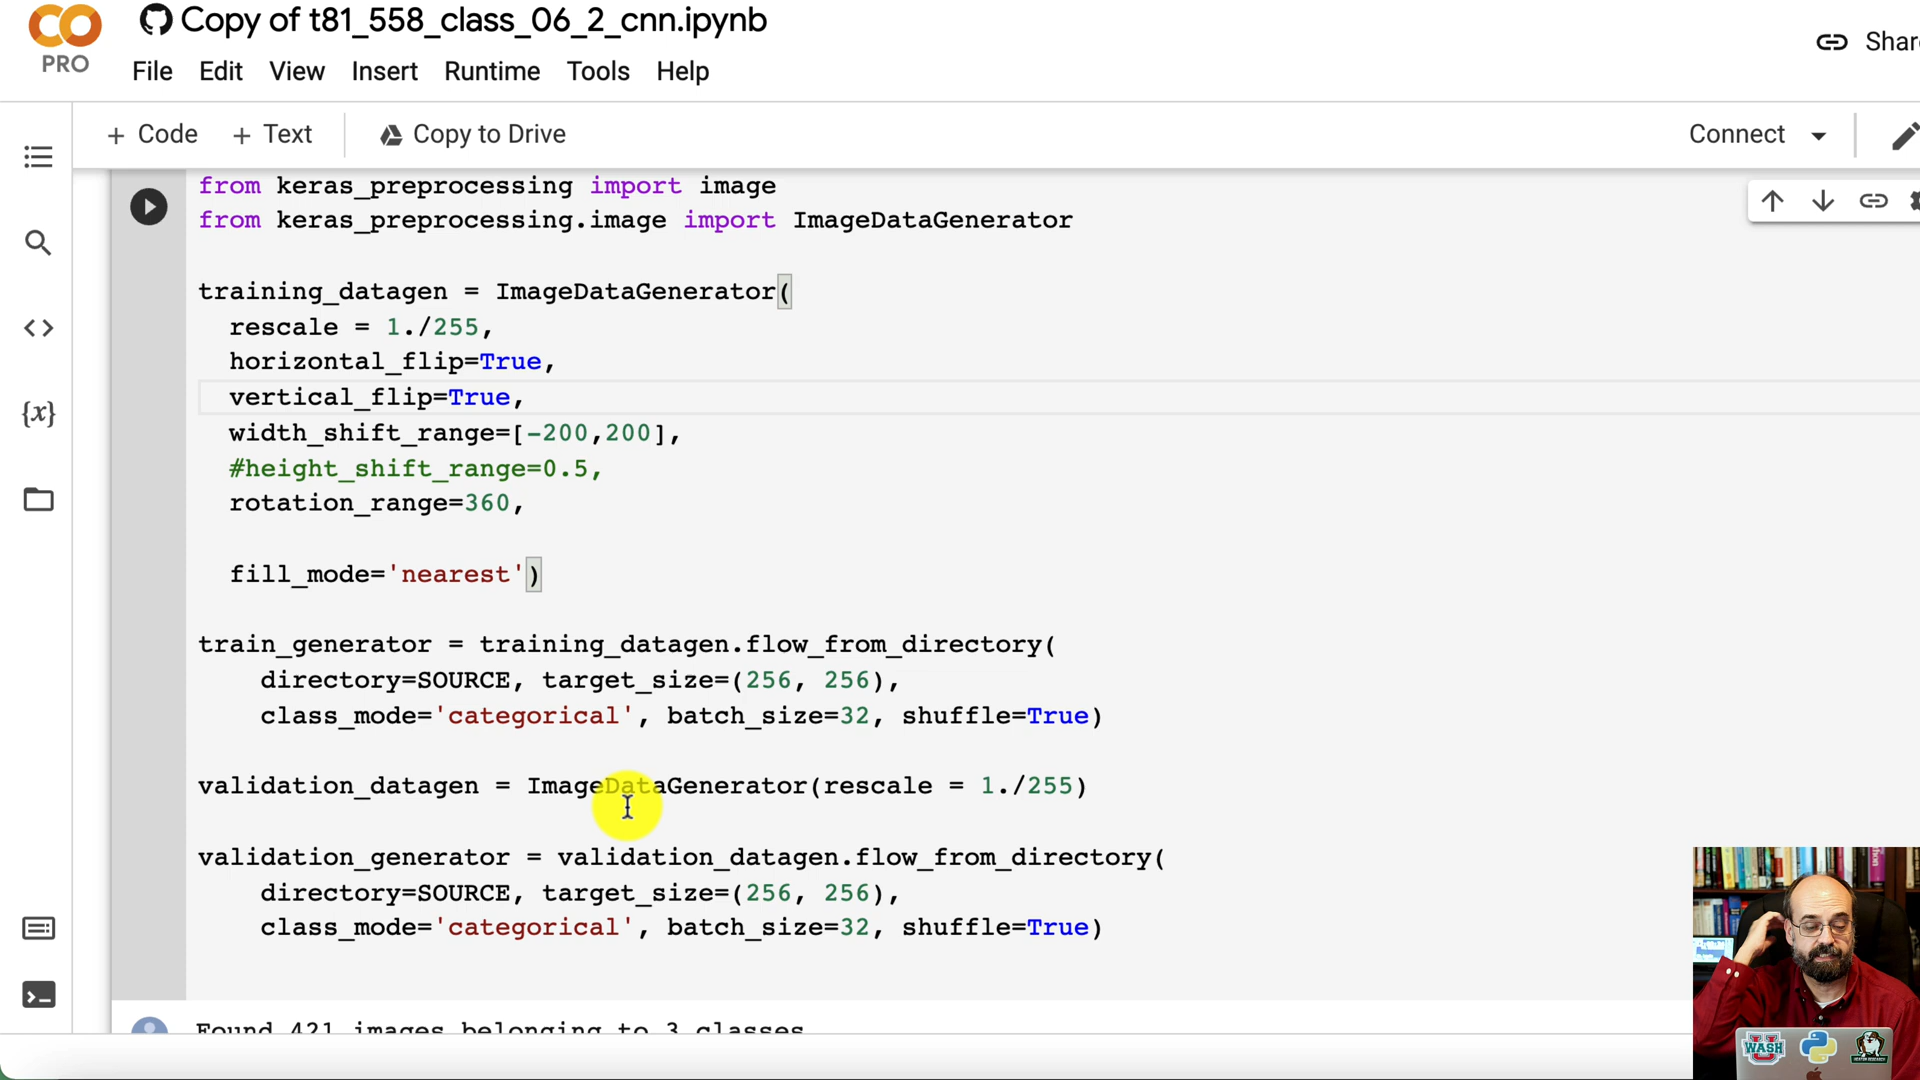 Copy of t81_558_class_06_2_cnn.ipynb
PRO
File Edit View Insert Runtime Tools Help
Shar
+ Code + Text Copy to Drive
Connect
from keras_preprocessing import image
from keras_preprocessing.image import ImageDataGenerator
training_datagen = ImageDataGenerator(
rescale = 1./255,
horizontal_flip=True,
vertical_flip=True,
width_shift_range=[-200,200],
#height_shift_range=0.5,
rotation_range=360,
fill_mode='nearest')
train_generator = training_datagen.flow_from_directory(
directory=SOURCE, target_size=(256, 256),
class_mode='categorical', batch_size=32, shuffle=True)
validation_datagen = ImageDataGenerator(rescale = 1./255)
validation_generator = validation_datagen.flow_from_directory(
directory=SOURCE, target_size=(256, 256),
class_mode='categorical', batch_size=32, shuffle=True)
Found 421 images belonging to 3 classes
{x}
WASH